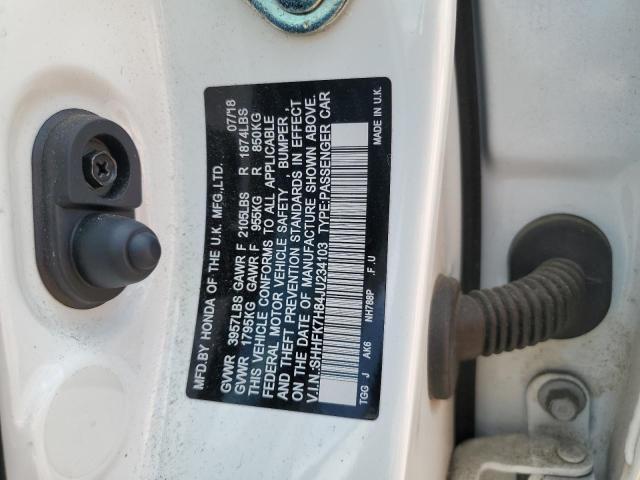 MFD.BY HONDA OF THE U.K. MFG.,LTD. 07/18
GVWR 3957LBS GAWR F 2105LBS R 1874LBS
GVWR 1795KG GAWR F 955KG R 850KG
THIS VEHICLE CONFORMS TO ALL APPLICABLE
FEDERAL MOTOR VEHICLE SAFETY , BUMPER ,
AND THEFT PREVENTION STANDARDS IN EFFECT
ON THE DATE OF MANUFACTURE SHOWN ABOVE.
V.I.N.:SHHFK7H84JU234103 TYPE:PASSENGER CAR
TGG J AK6 NH788P .F.U MADE IN U.K.